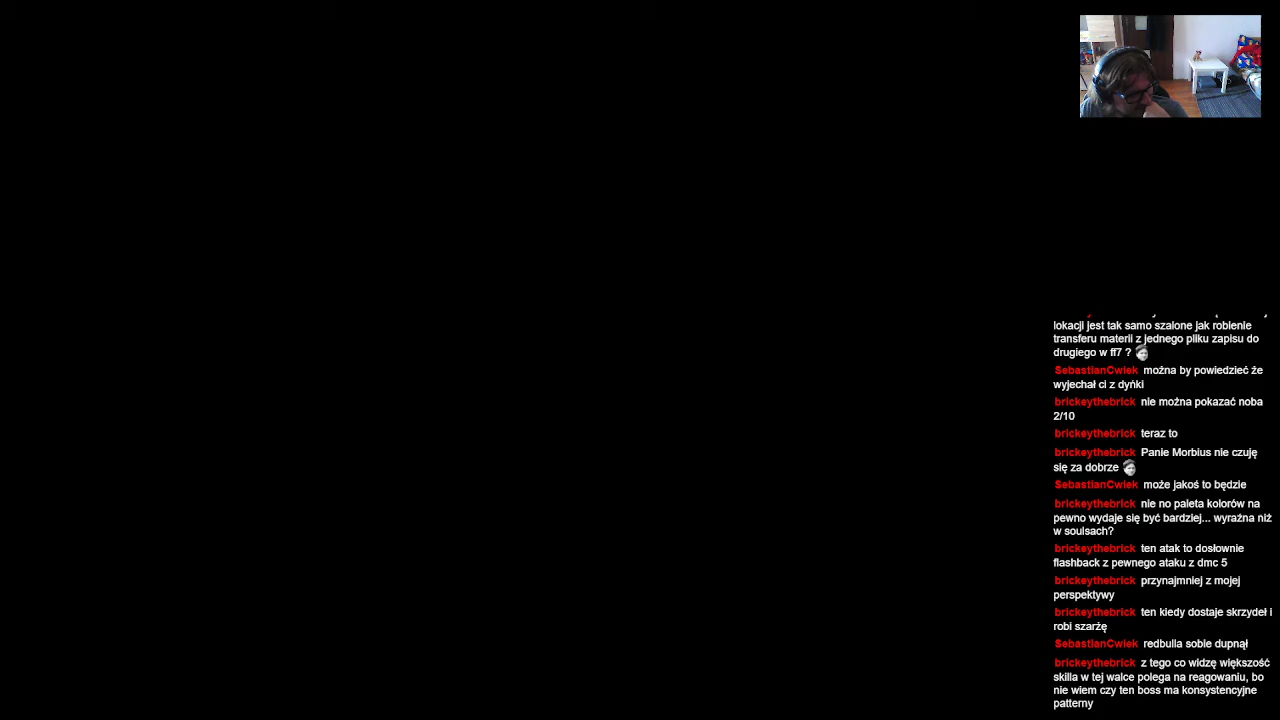 lokacji jest tak samo szalone jak robienie
transferu materii z jednego pliku zapisu do
drugiego w ff7 ?
SebastianCwiek można by powiedzieć że
wyjechał ci z dyńki
brickeythebrick nie można pokazać noba
2/10
brickeythebrick teraz to
brickeythebrick Panie Morbius nie czuję
się za dobrze
SebastianCwiek może jakoś to będzie
brickeythebrick nie no paleta kolorów na
pewno wydaje się być bardziej... wyraźna niż
w soulsach?
brickeythebrick ten atak to dosłownie
flashback z pewnego ataku z dmc 5
brickeythebrick przynajmniej z mojej
perspektywy
brickeythebrick ten kiedy dostaje skrzydeł i
robi szarżę
SebastianCwiek redbulla sobie dupnął
brickeythebrick z tego co widzę większość
skilla w tej walce polega na reagowaniu, bo
nie wiem czy ten boss ma konsystencyjne
patterny